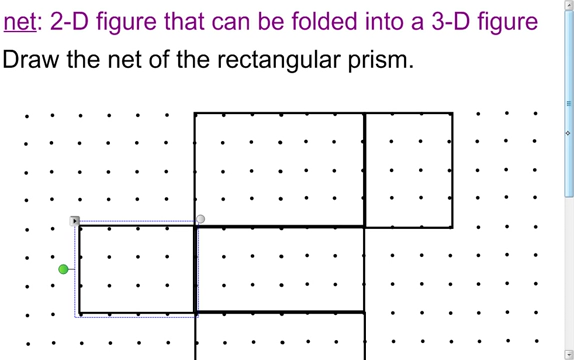 net: 2-D figure that can be folded into a 3-D figure
Draw the net of the rectangular prism.